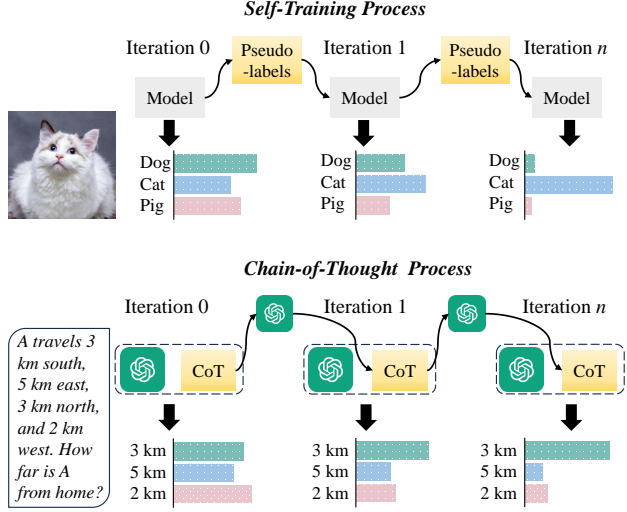 Self-Training Process
Iteration 0
Pseudo
-labels
Iteration 1
Pseudo
-labels
Iteration n
Model
Model
Model
Dog
Cat
Pig
Dog
Cat
Pig
Dog
Cat
Pig
Chain-of-Thought Process
Iteration 0
Iteration 1
Iteration n
A travels 3
km south,
5 km east,
3 km north,
and 2 km
west. How
far is A
from home?
CoT
CoT
CoT
3 km
5 km
2 km
3 km
5 km
2 km
3 km
5 km
2 km